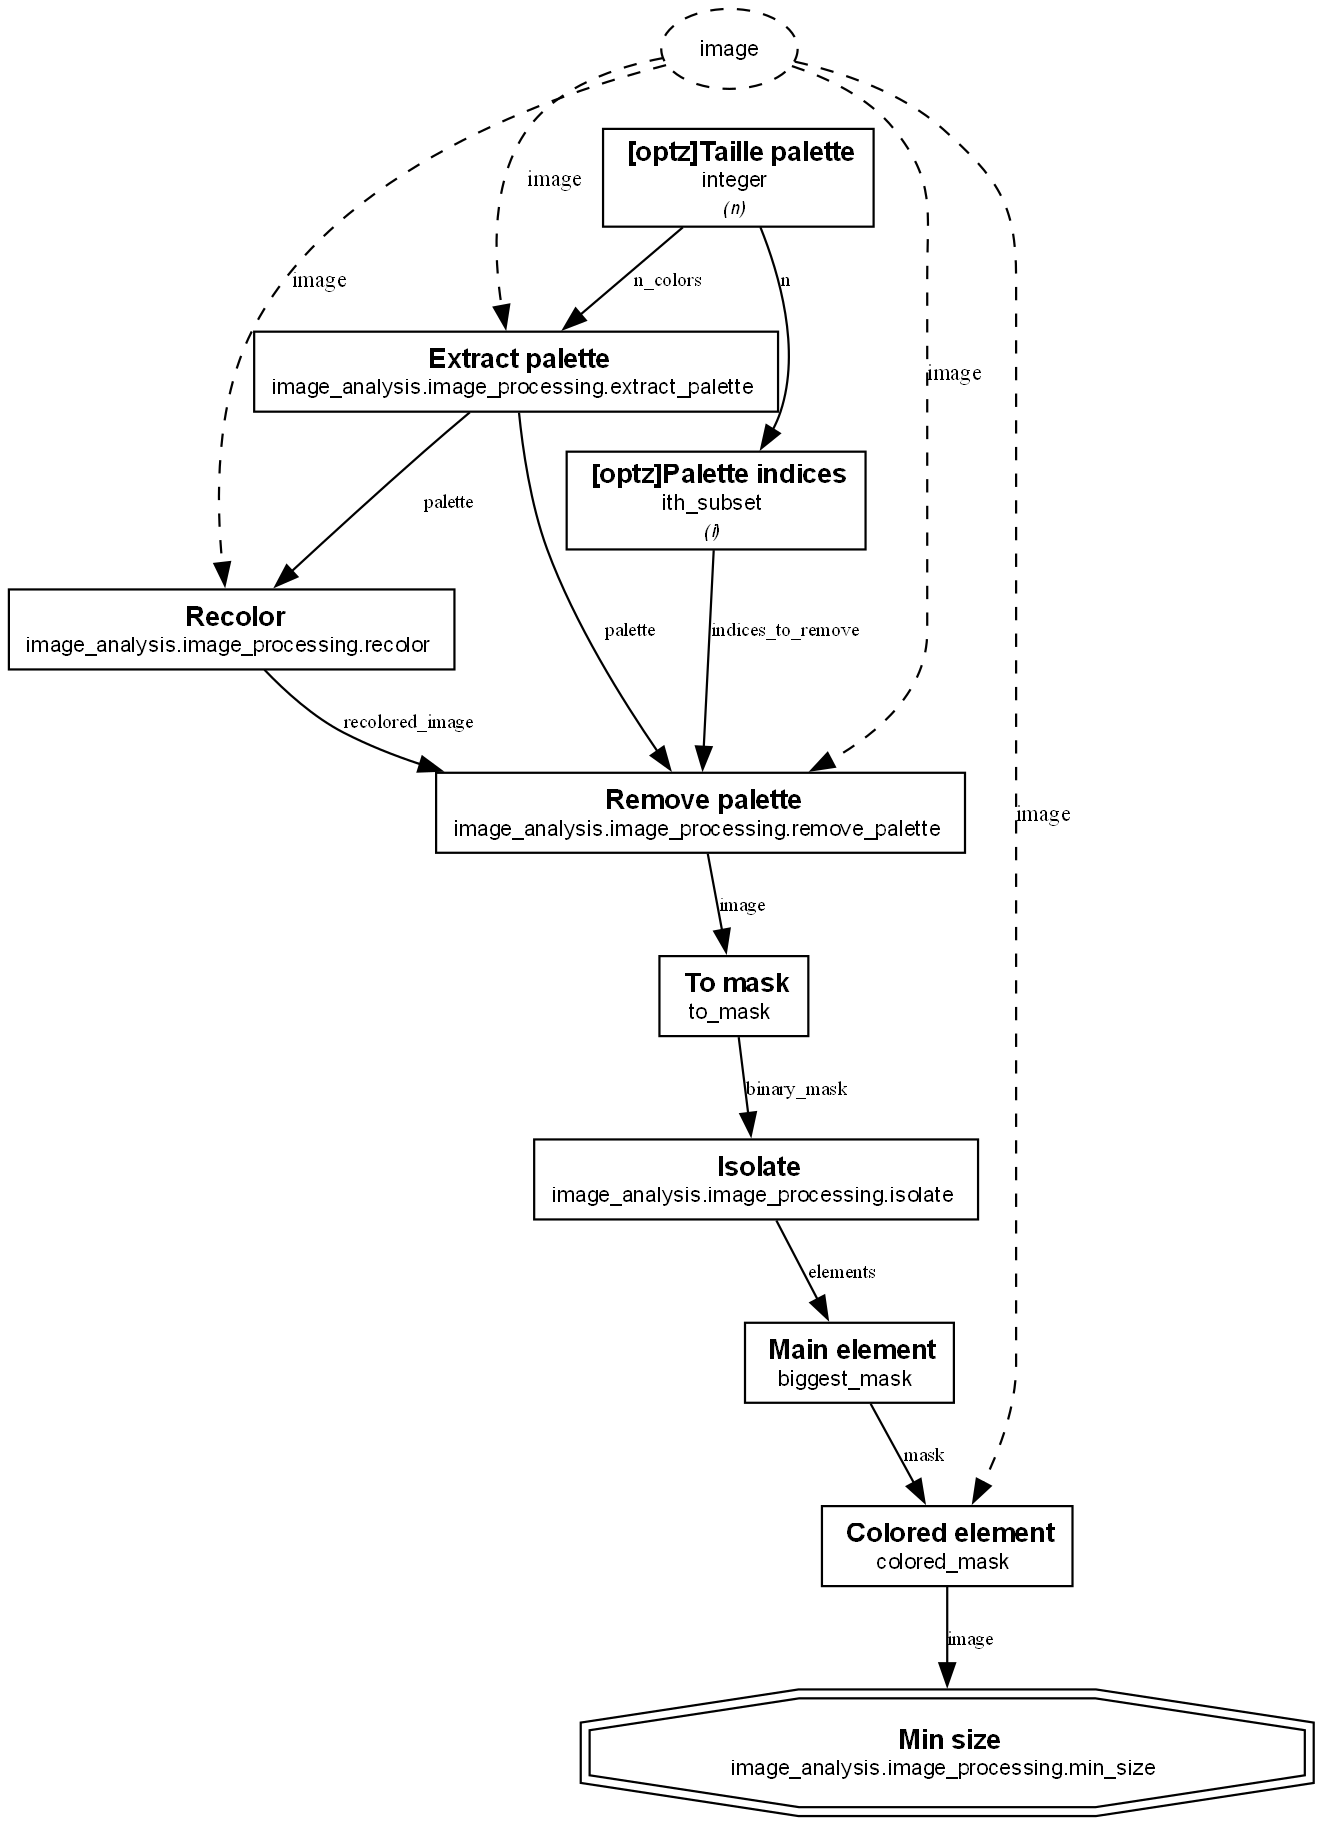 image
[optz]Taille palette
integer
(n)
image
image
n_colors
n
Extract palette
image_analysis.image_processing.extract_palette
image
[optz]Palette indices
ith_subset
(i)
palette
Recolor
image_analysis.image_processing.recolor
palette
indices_to_remove
recolored_image
Remove palette
image_analysis.image_processing.remove_palette
image
image
To mask
to_mask
binary_mask
Isolate
image_analysis.image_processing.isolate
elements
Main element
biggest_mask
mask
Colored element
colored_mask
image
Min size
image_analysis.image_processing.min_size